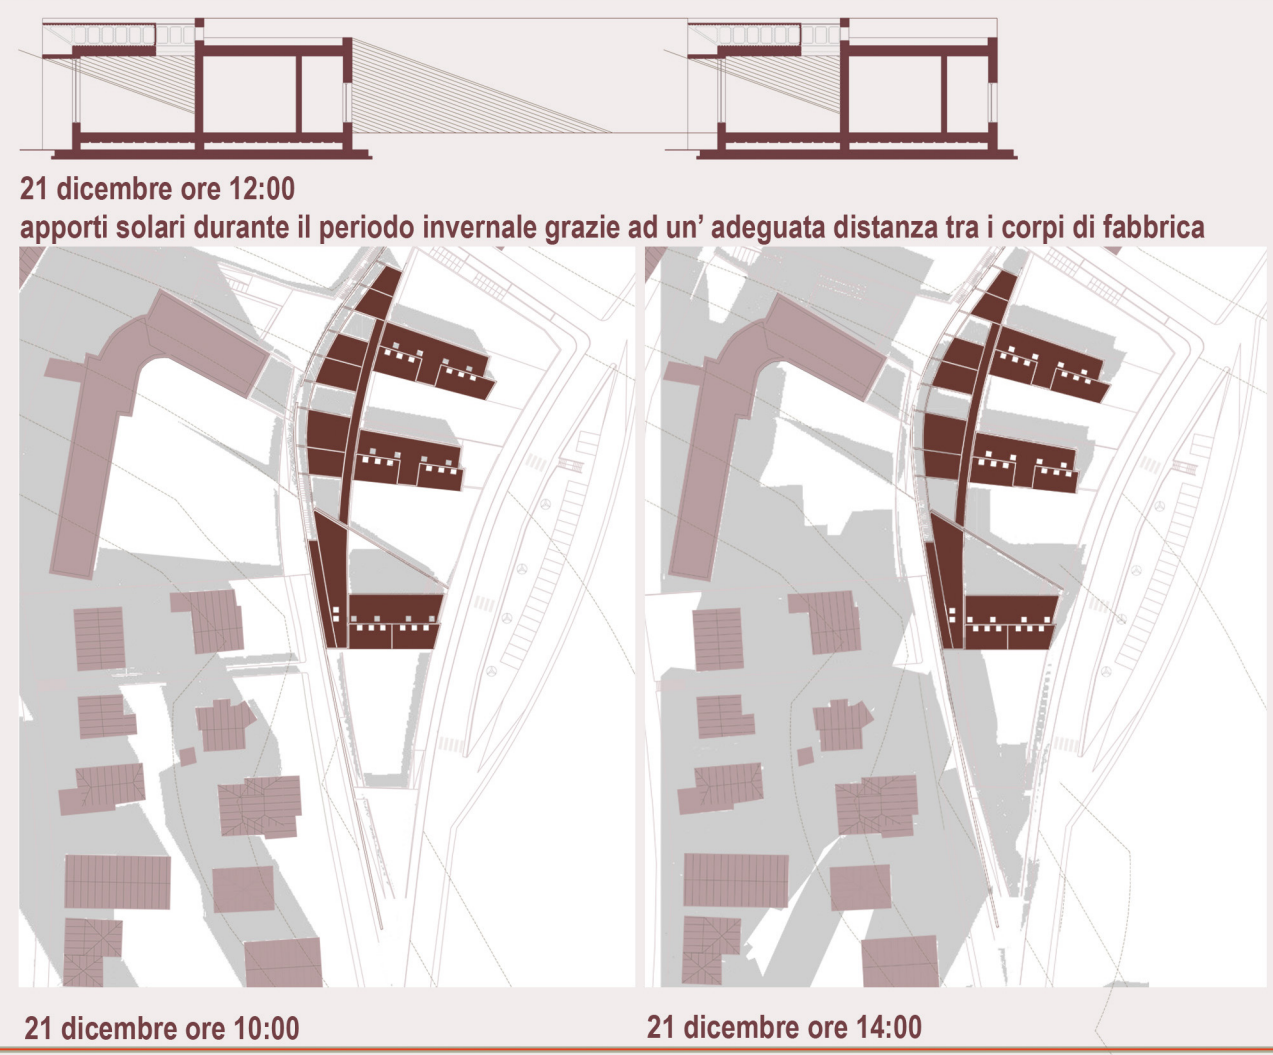 21 dicembre ore 12:00
apporti solari durante il periodo invernale grazie ad un’ adeguata distanza tra i corpi di fabbrica
21 dicembre ore 10:00
21 dicembre ore 14:00